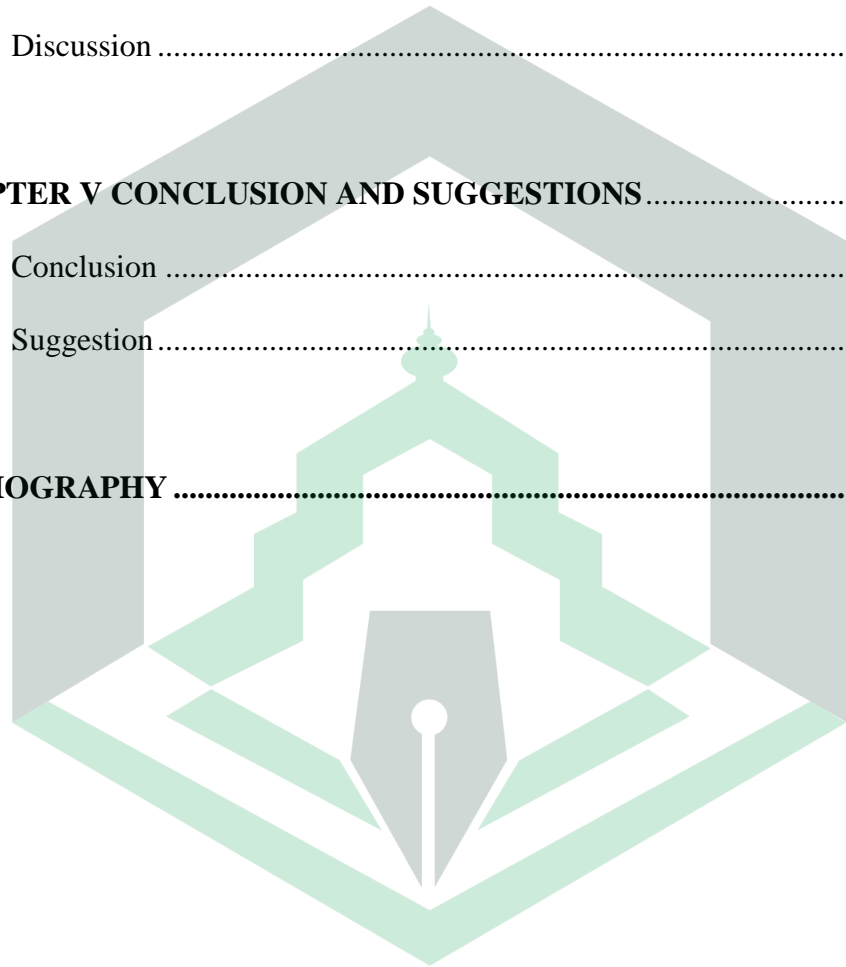 Discussion ........................................................................................
PTER V CONCLUSION AND SUGGESTIONS.........................
Conclusion .......................................................................................
Suggestion........................................................................................
IOGRAPHY .....................................................................................